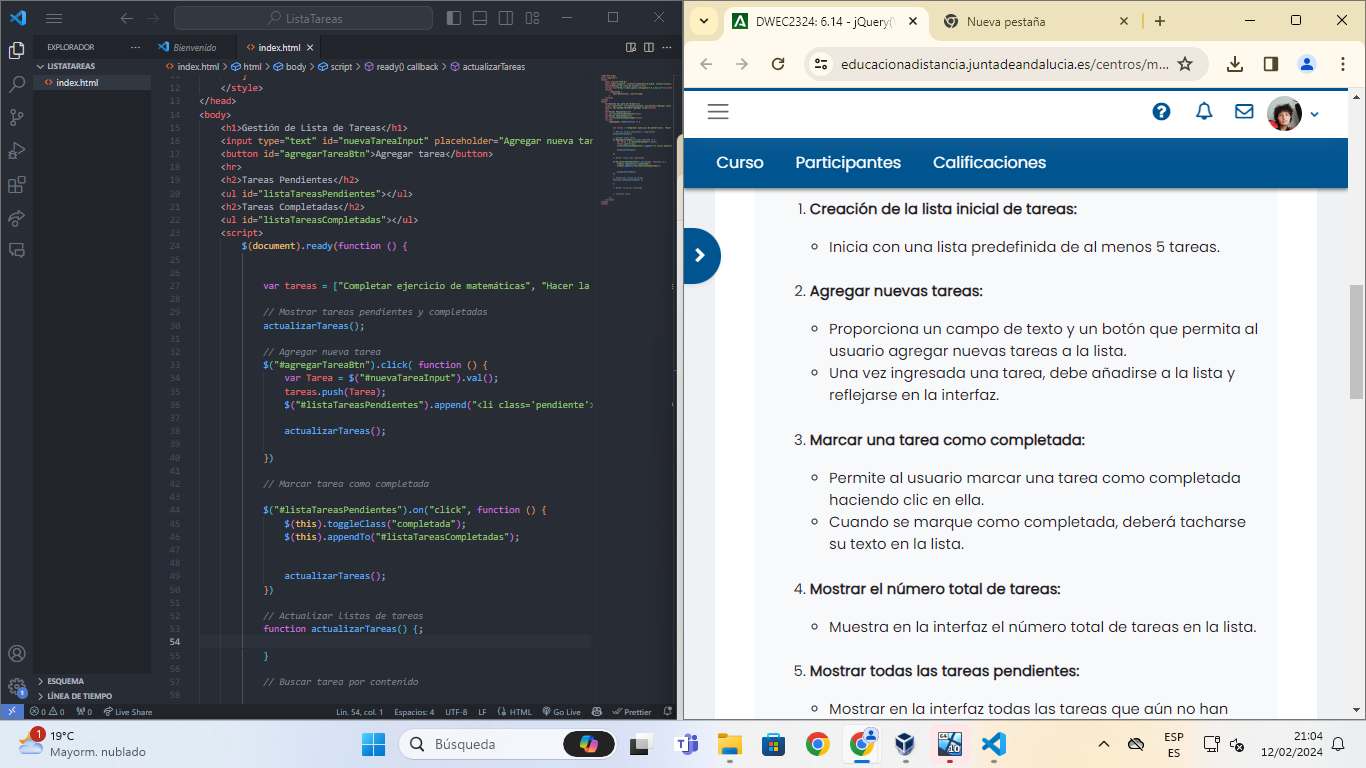 ListaTareas
EXPLORADOR
LISTATAREAS
index.html
ESQUEMA
LÍNEA DE TIEMPO
Bienvenido
index.html
index.html > html > body > script > ready() callback > actualizarTareas
11 }
12 </style>
13 </head>
14 <body>
15 <h1>Gestión de Lista de Tareas</h1>
16 <input type="text" id="nuevaTareaInput" placeholder="Agregar nueva tar
17 <button id="agregarTareaBtn">Agregar tarea</button>
18 <hr>
19 <h2>Tareas Pendientes</h2>
20 <ul id="listaTareasPendientes"></ul>
21 <h2>Tareas Completadas</h2>
22 <ul id="listaTareasCompletadas"></ul>
23 <script>
24 $(document).ready(function () {
25
26
27 var tareas = ["Completar ejercicio de matemáticas", "Hacer la
28
29 // Mostrar tareas pendientes y completadas
30 actualizarTareas();
31
32 // Agregar nueva tarea
33 $("#agregarTareaBtn").click( function () {
34 var Tarea = $("#nuevaTareaInput").val();
35 tareas.push(Tarea);
36 $("#listaTareasPendientes").append("<li class='pendiente'>
37
38 actualizarTareas();
39
40 })
41
42 // Marcar tarea como completada
43
44 $("#listaTareasPendientes").on("click", function () {
45 $(this).toggleClass("completada");
46 $(this).appendTo("#listaTareasCompletadas");
47
48
49 actualizarTareas();
50 })
51
52 // Actualizar listas de tareas
53 function actualizarTareas() {;
54
55 }
56
57 // Buscar tarea por contenido
58
0 0 0 Live Share Lín. 54, col. 1 Espacios: 4 UTF-8 LF HTML Go Live Prettier
DWEC2324: 6.14 - jQuery(
Nueva pestaña
educacionadistancia.juntadeandalucia.es/centros/m...
Curso Participantes Calificaciones
1. Creación de la lista inicial de tareas:
Inicia con una lista predefinida de al menos 5 tareas.
2. Agregar nuevas tareas:
Proporciona un campo de texto y un botón que permita al
usuario agregar nuevas tareas a la lista.
Una vez ingresada una tarea, debe añadirse a la lista y
reflejarse en la interfaz.
3. Marcar una tarea como completada:
Permite al usuario marcar una tarea como completada
haciendo clic en ella.
Cuando se marque como completada, deberá tacharse
su texto en la lista.
4. Mostrar el número total de tareas:
Muestra en la interfaz el número total de tareas en la lista.
5. Mostrar todas las tareas pendientes:
Mostrar en la interfaz todas las tareas que aún no han
1
19°C
Mayorm. nublado
Búsqueda
ESP
ES
21:04
12/02/2024